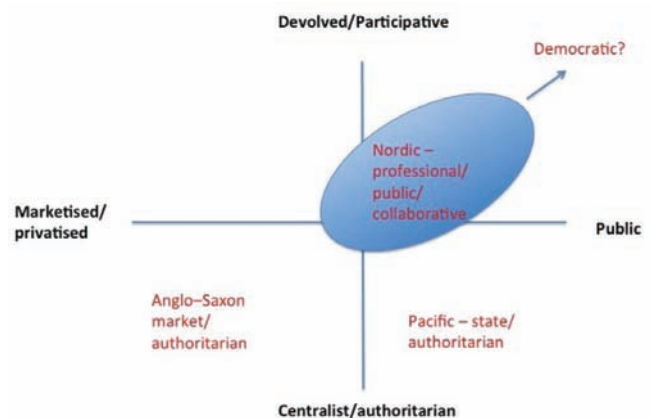 Devolved/Participative
Democratic?
Nordic –
professional/
public/
collaborative
Marketised/
privatised
Public
Anglo–Saxon
market/
authoritarian
Pacific – state/
authoritarian
Centralist/authoritarian